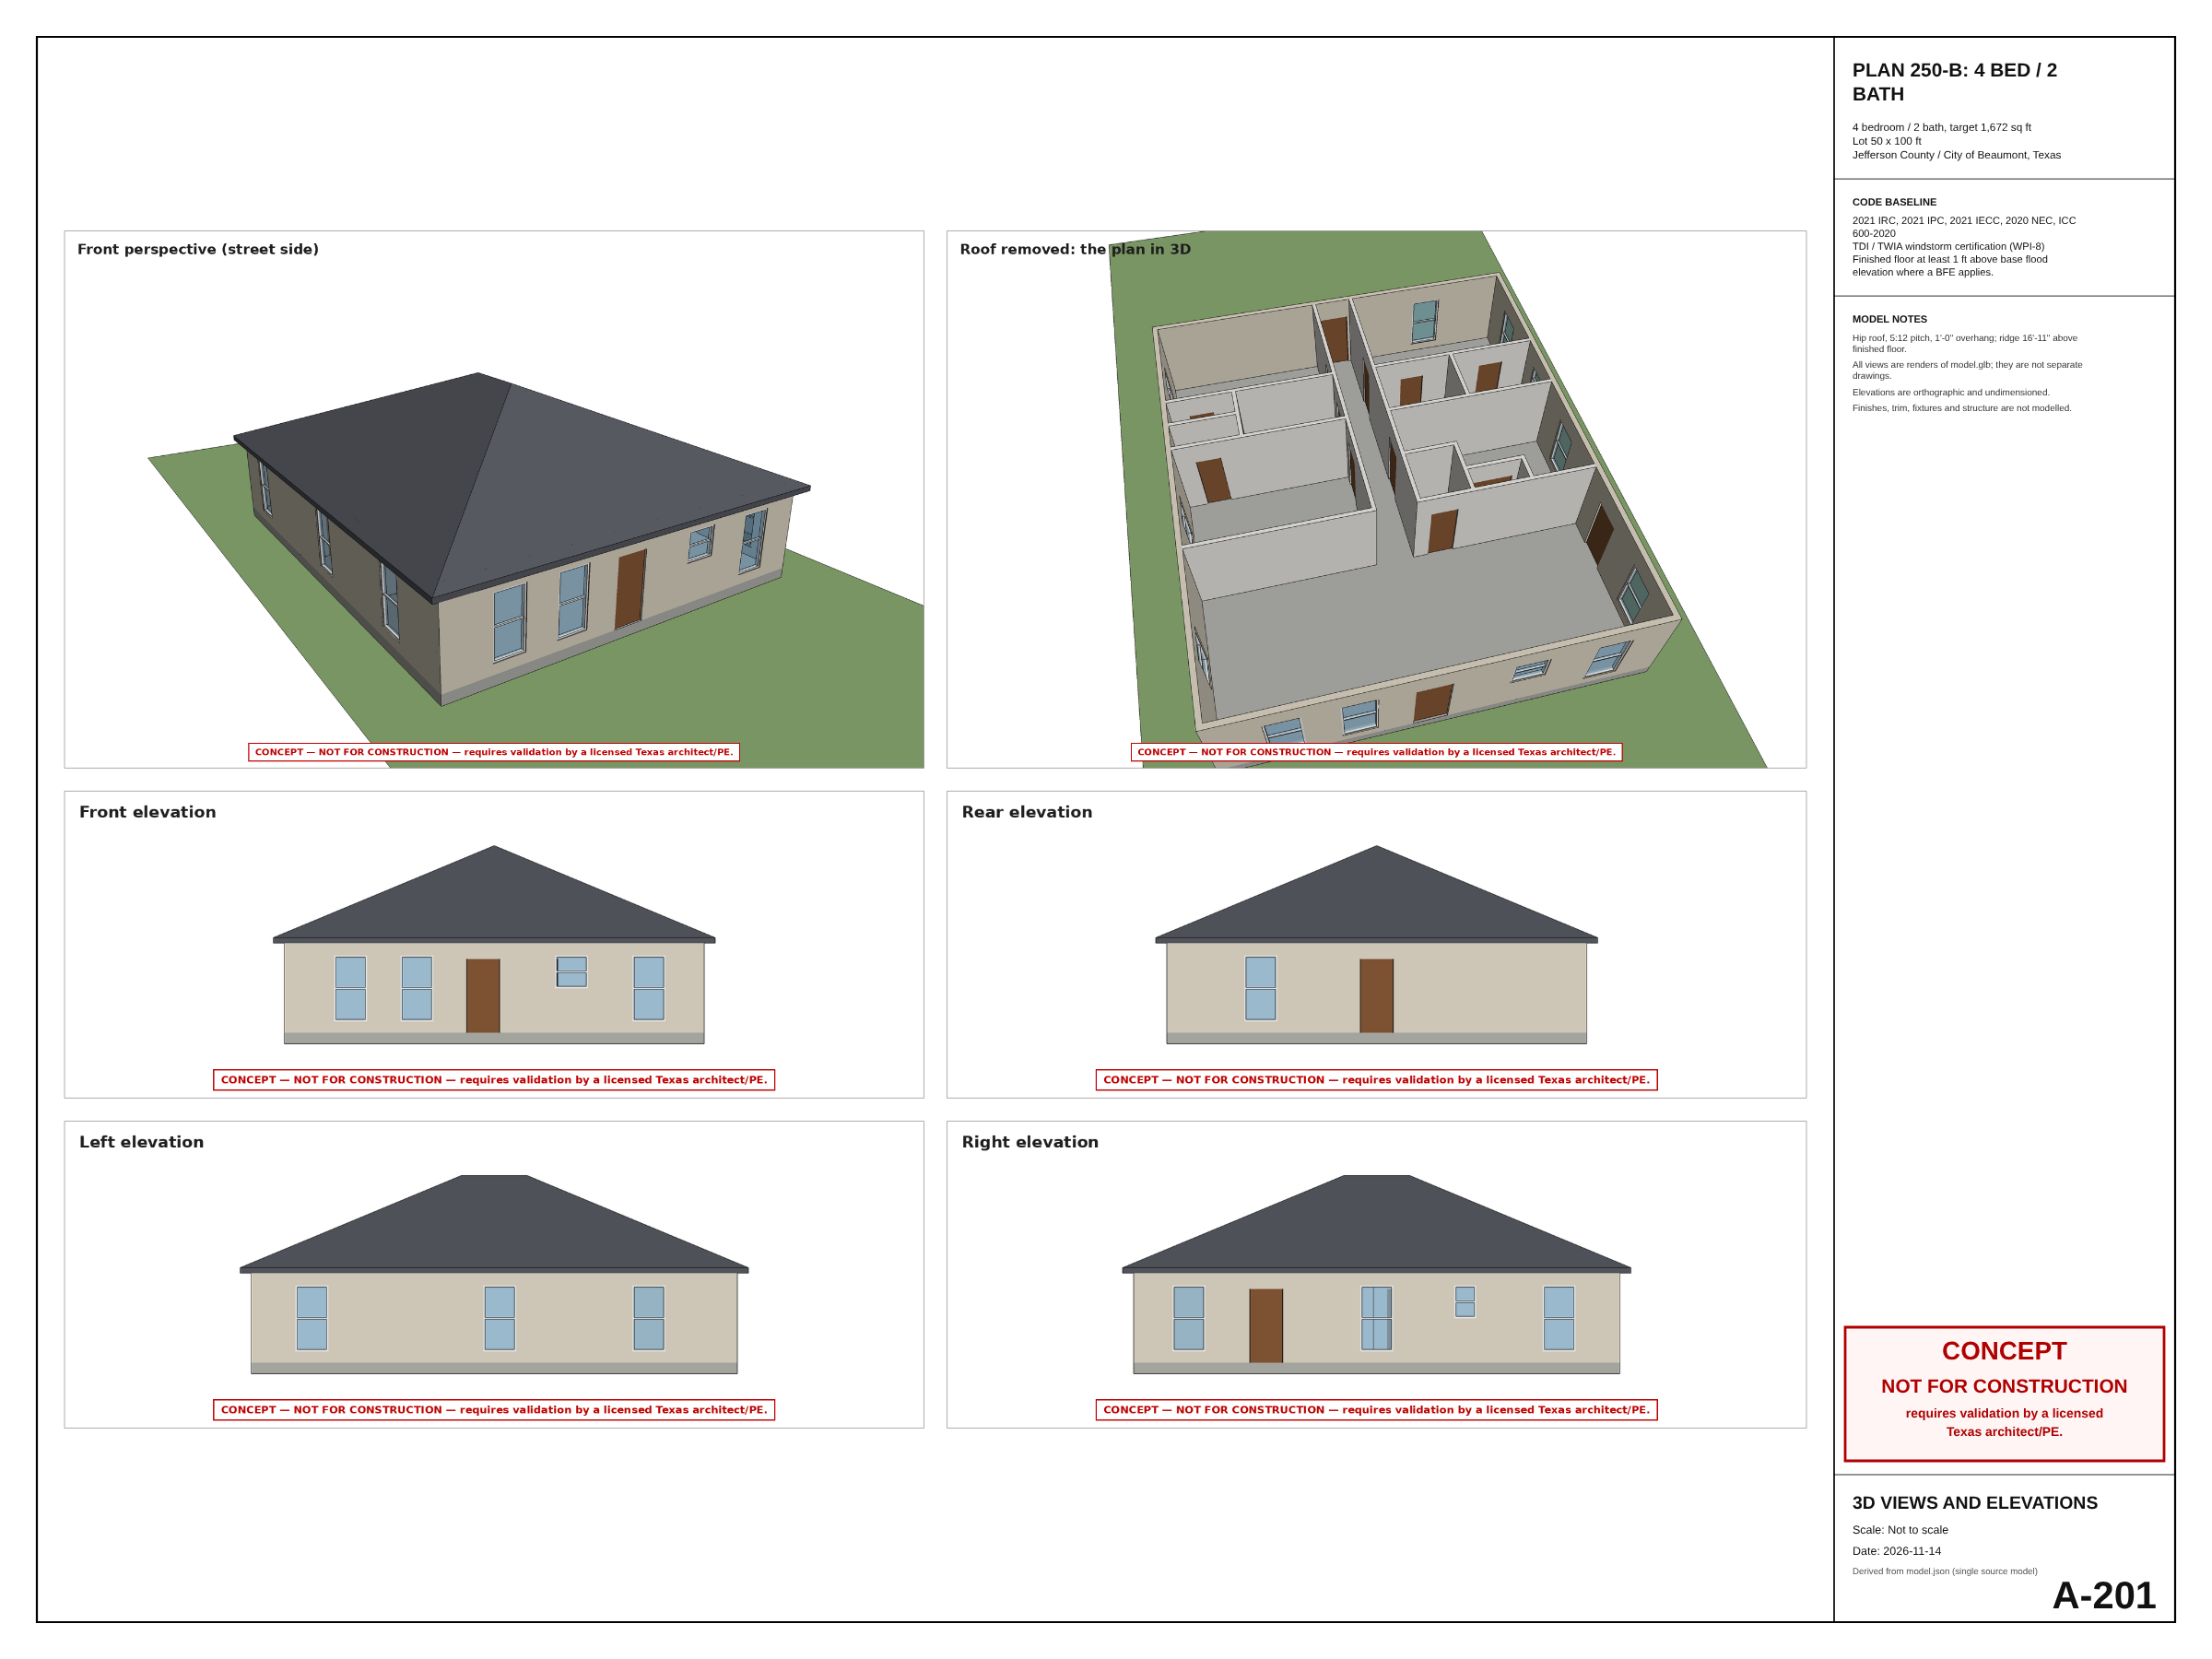 Front perspective (street side)
CONCEPT — NOT FOR CONSTRUCTION — requires validation by a licensed Texas architect/PE.
Roof removed: the plan in 3D
CONCEPT — NOT FOR CONSTRUCTION — requires validation by a licensed Texas architect/PE.
Front elevation
CONCEPT — NOT FOR CONSTRUCTION — requires validation by a licensed Texas architect/PE.
Rear elevation
CONCEPT — NOT FOR CONSTRUCTION — requires validation by a licensed Texas architect/PE.
Left elevation
CONCEPT — NOT FOR CONSTRUCTION — requires validation by a licensed Texas architect/PE.
Right elevation
CONCEPT — NOT FOR CONSTRUCTION — requires validation by a licensed Texas architect/PE.
PLAN 250-B: 4 BED / 2
BATH
4 bedroom / 2 bath, target 1,672 sq ft
Lot 50 x 100 ft
Jefferson County / City of Beaumont, Texas
CODE BASELINE
2021 IRC, 2021 IPC, 2021 IECC, 2020 NEC, ICC
600-2020
TDI / TWIA windstorm certification (WPI-8)
Finished floor at least 1 ft above base flood
elevation where a BFE applies.
MODEL NOTES
Hip roof, 5:12 pitch, 1'-0" overhang; ridge 16'-11" above
finished floor.
All views are renders of model.glb; they are not separate
drawings.
Elevations are orthographic and undimensioned.
Finishes, trim, fixtures and structure are not modelled.
CONCEPT
NOT FOR CONSTRUCTION
requires validation by a licensed
Texas architect/PE.
3D VIEWS AND ELEVATIONS
Scale: Not to scale
Date: 2026-11-14
Derived from model.json (single source model)
A-201